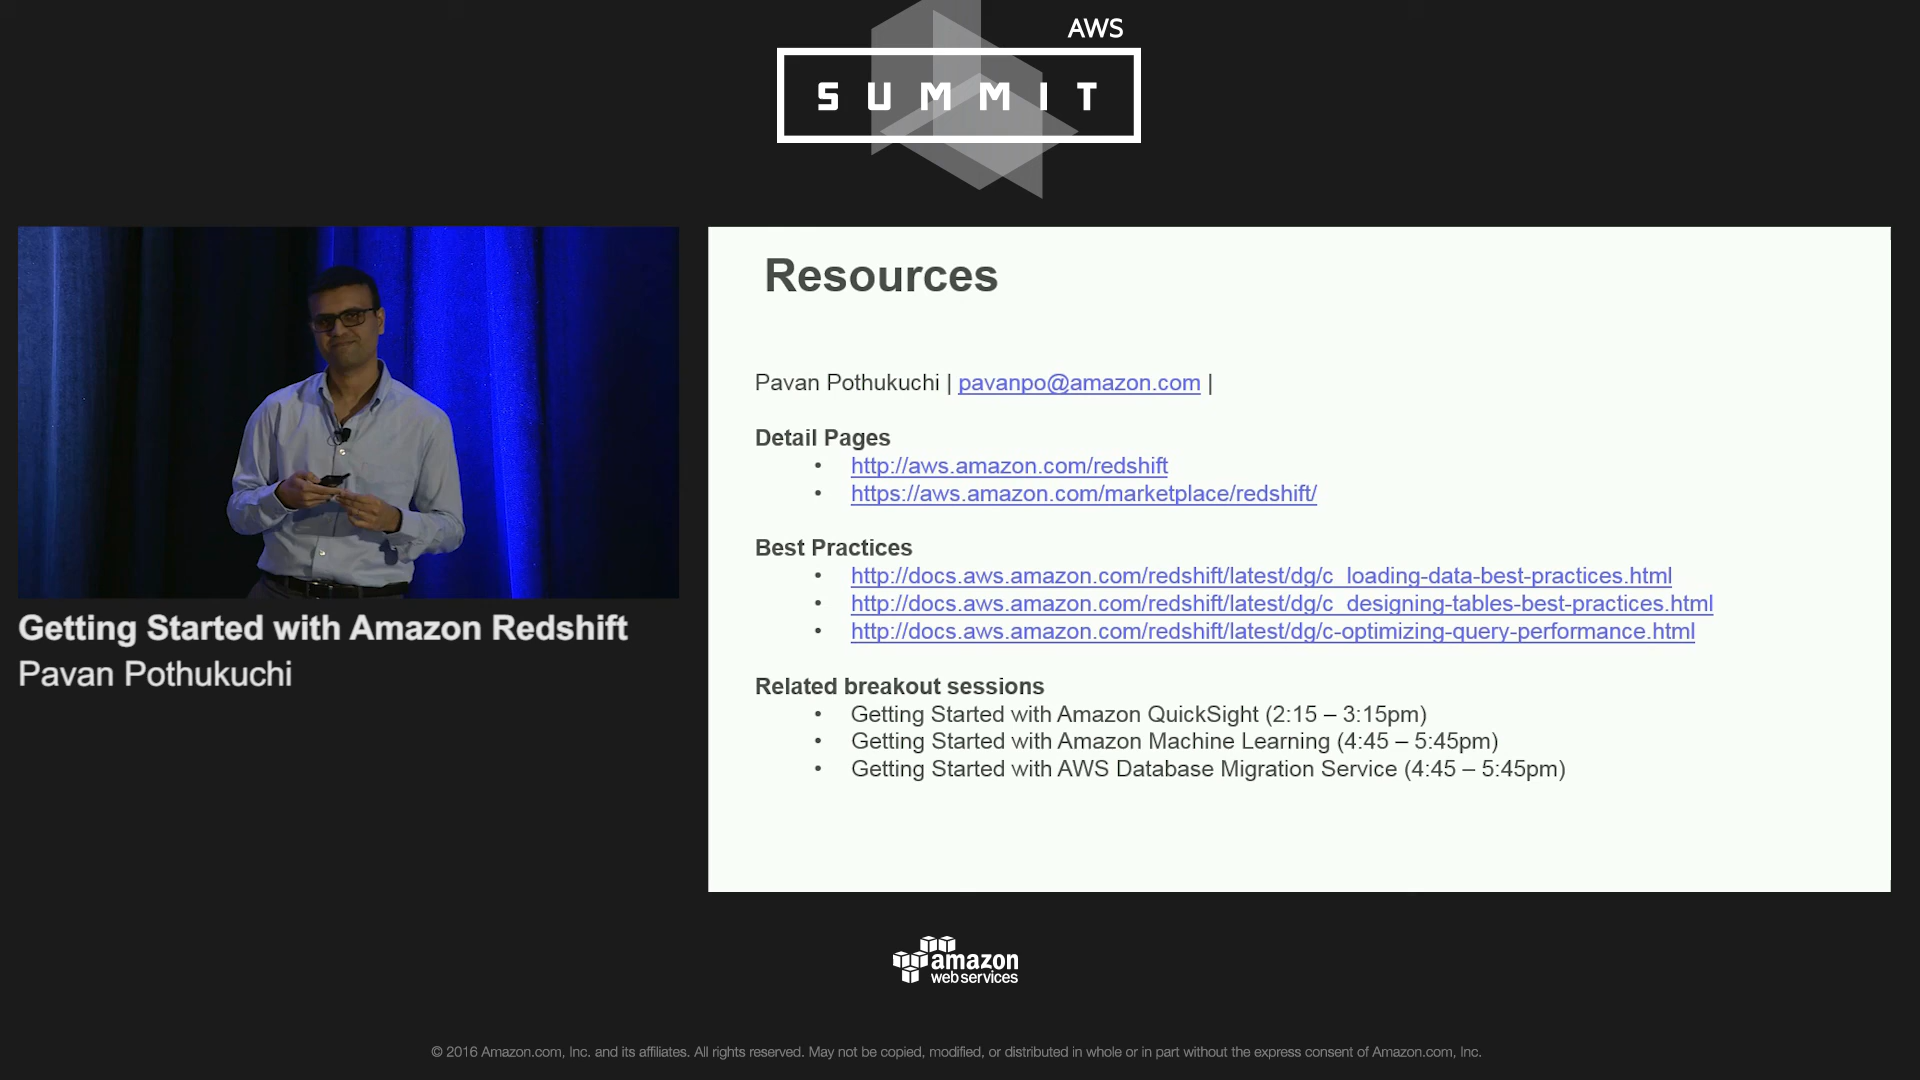 AWS
SUMMIT
Resources
Pavan Pothukuchi | pavanpo@amazon.com |
Detail Pages
• http://aws.amazon.com/redshift
• https://aws.amazon.com/marketplace/redshift/
Best Practices
• http://docs.aws.amazon.com/redshift/latest/dg/c_loading-data-best-practices.html
• http://docs.aws.amazon.com/redshift/latest/dg/c_designing-tables-best-practices.html
• http://docs.aws.amazon.com/redshift/latest/dg/c-optimizing-query-performance.html
Related breakout sessions
• Getting Started with Amazon QuickSight (2:15 – 3:15pm)
• Getting Started with Amazon Machine Learning (4:45 – 5:45pm)
• Getting Started with AWS Database Migration Service (4:45 – 5:45pm)
Getting Started with Amazon Redshift
Pavan Pothukuchi
amazon
web services
© 2016 Amazon.com, Inc. and its affiliates. All rights reserved. May not be copied, modified, or distributed in whole or in part without the express consent of Amazon.com, Inc.